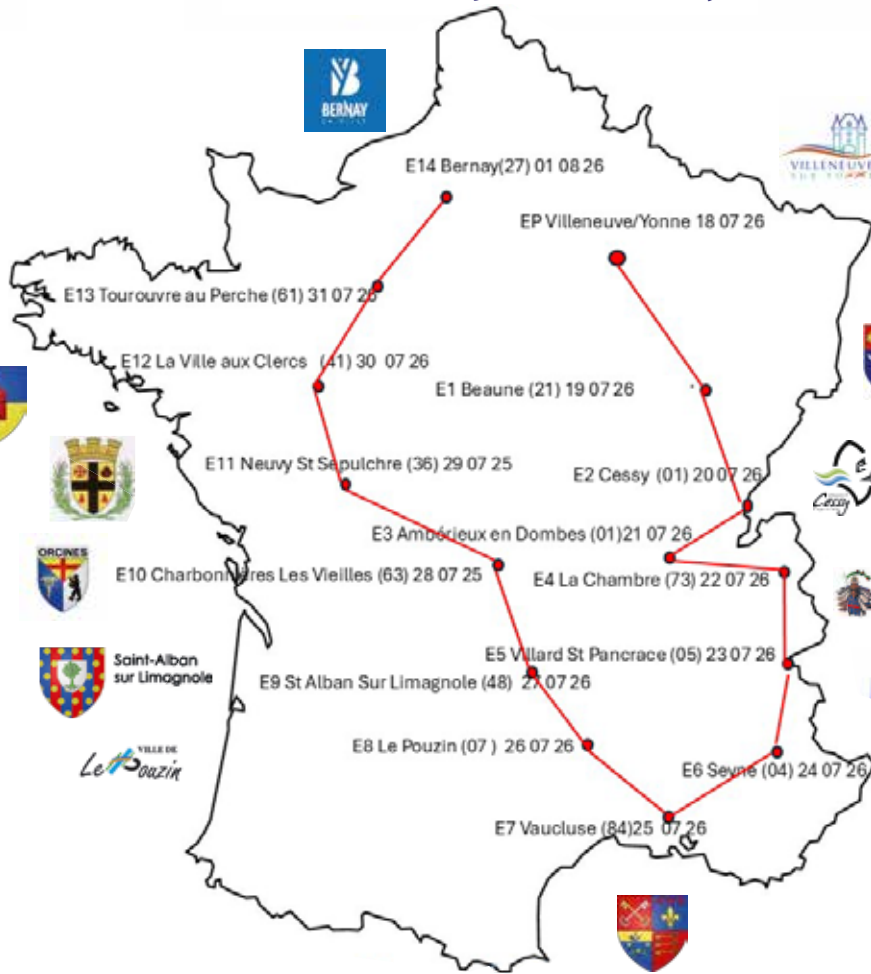 BERNAY
E14 Bernay(27) 01 08 26
VILLENEUVE
EP Villeneuve/Yonne 18 07 26
E13 Tourouvre au Perche (61) 31 07 26
E12 La Ville aux Clercs (41) 30 07 26
E1 Beaune (21) 19 07 26
E11 Neuvy St Sépulchre (36) 29 07 25
E2 Cessy (01) 20 07 26
Cessy
E3 Ambérieux en Dombes (01)21 07 26
ORCINES
E10 Charbonnières Les Vieilles (63) 28 07 25
E4 La Chambre (73) 22 07 26
Saint-Alban
sur Limagnole
E5 Villard St Pancrace (05) 23 07 26
E9 St Alban Sur Limagnole (48) 27 07 26
VILLE DE
Le Pouzin
E8 Le Pouzin (07 ) 26 07 26
E6 Seyne (04) 24 07 26
E7 Vaucluse (84)25 07 26